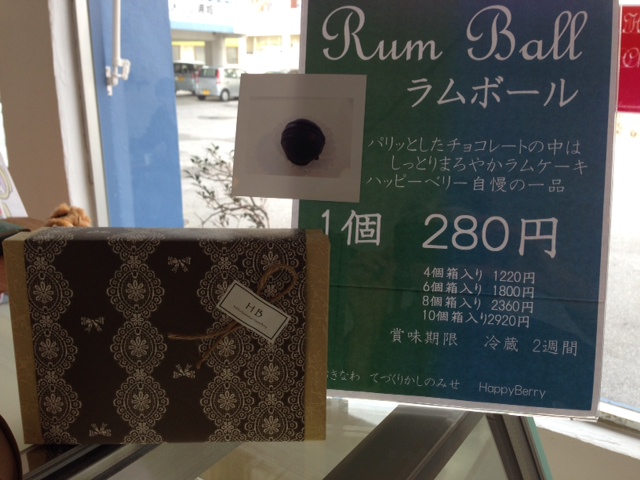 Rum Ball
ラムボール
パリッとしたチョコレートの中は
しっとりまろやかラムケーキ
ハッピーベリー自慢の一品
1個 280円
4個箱入り 1220円
6個箱入り 1800円
8個箱入り 2360円
10個箱入り2920円
賞味期限 冷蔵 2週間
きなわ てづくりかしのみせ HappyBerry
H·B